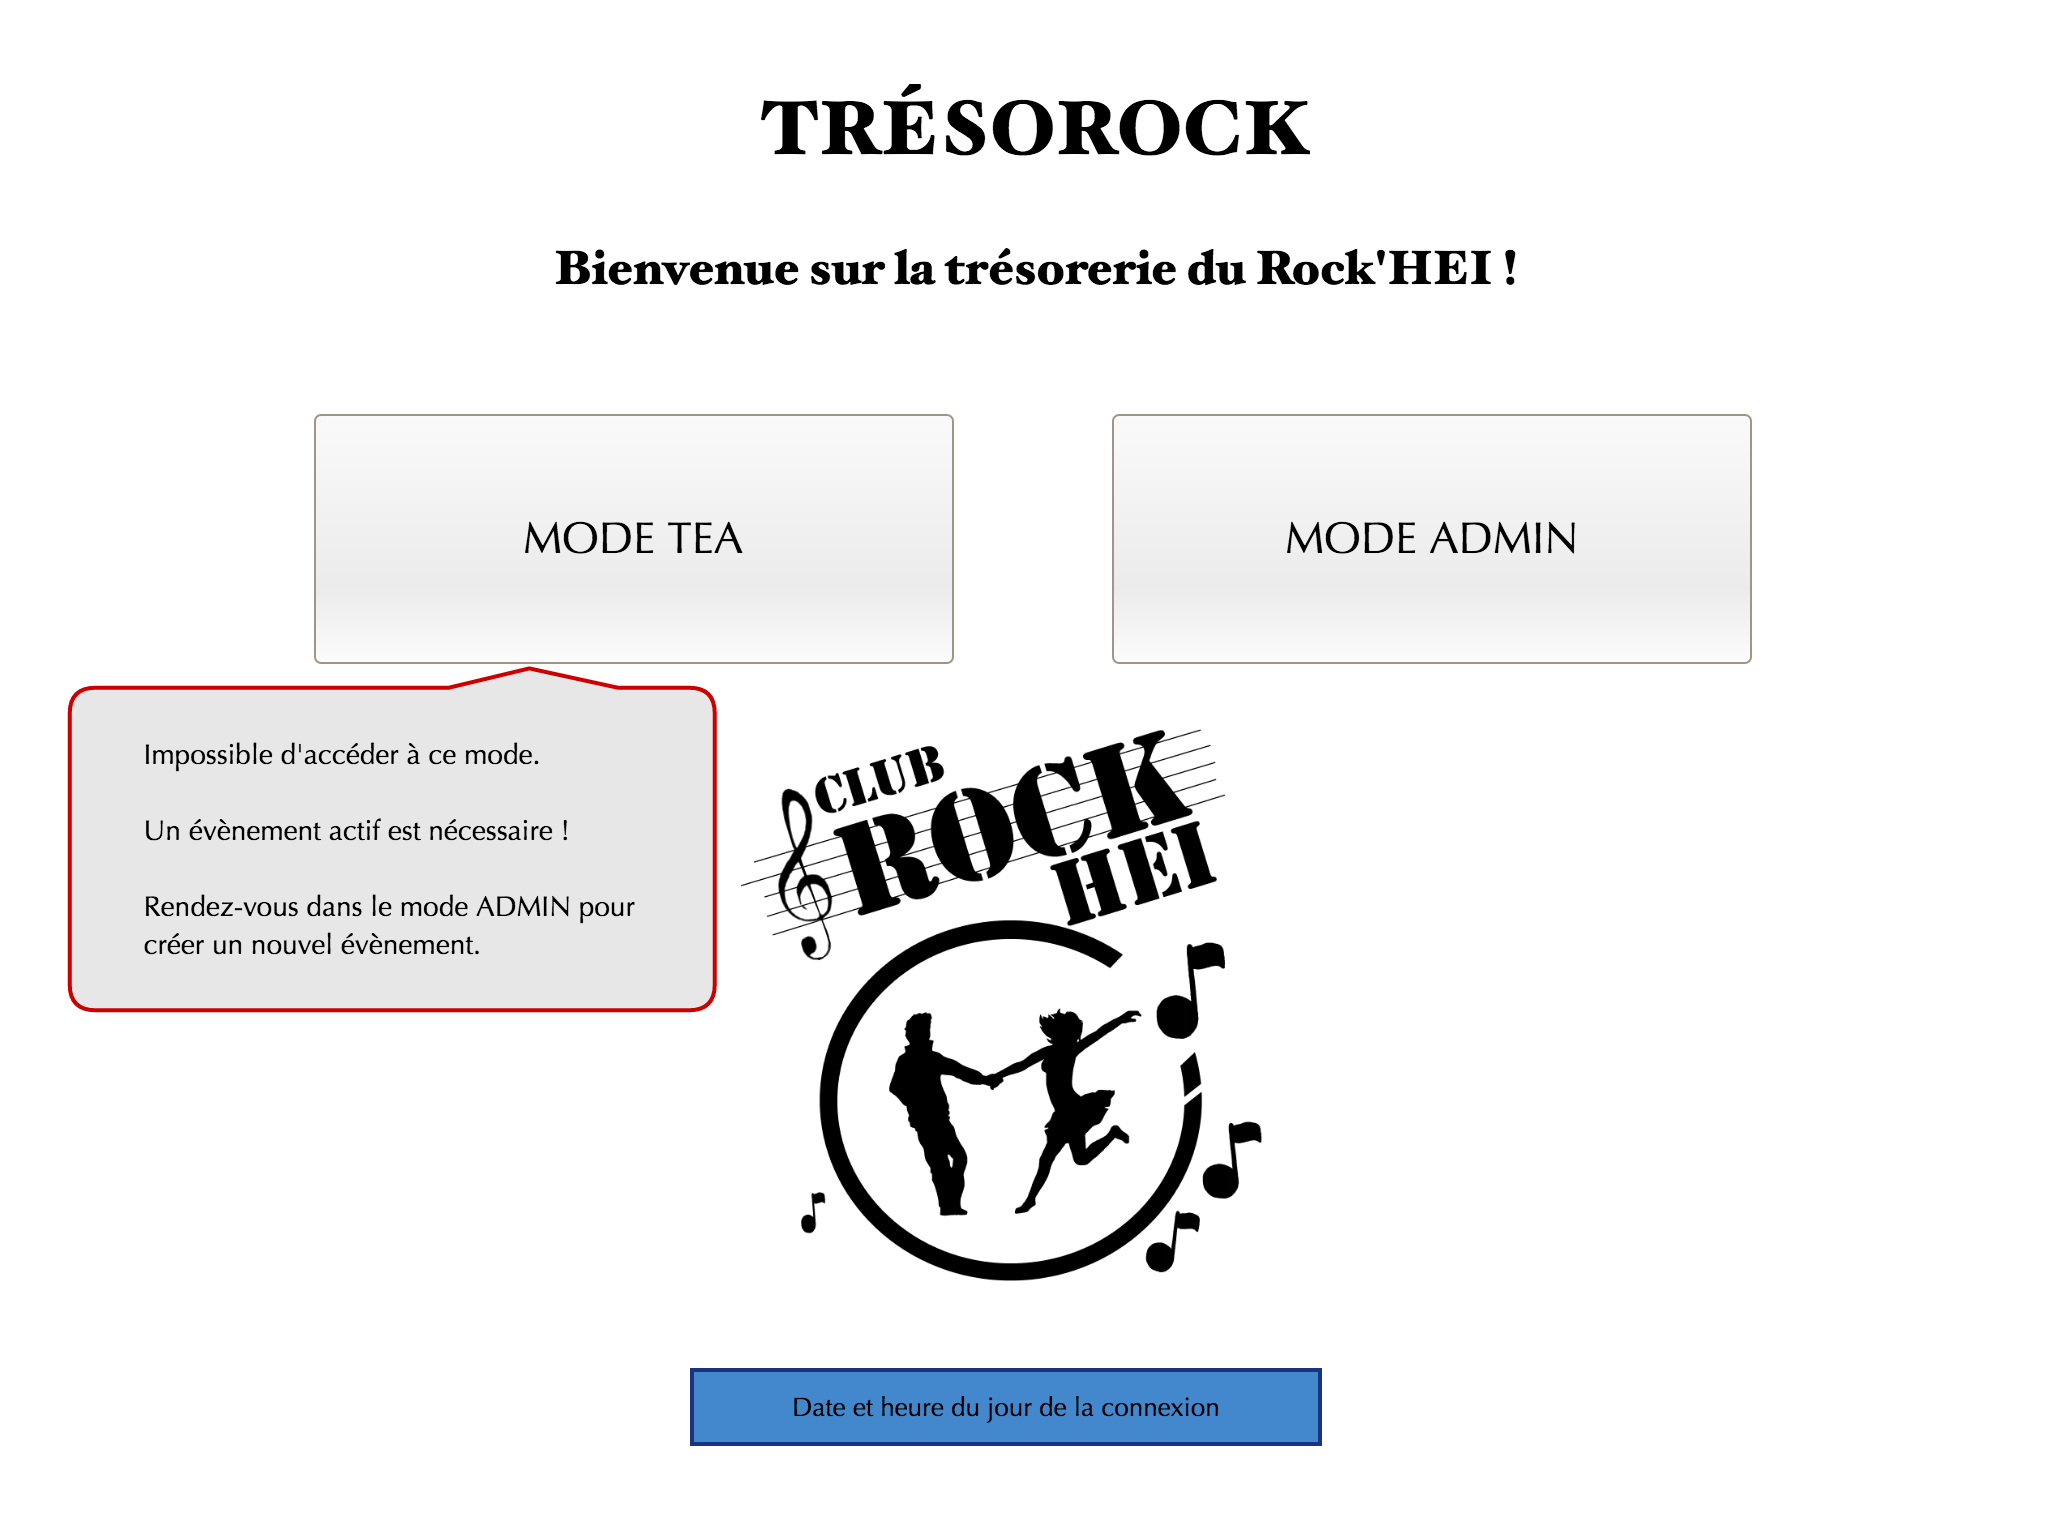 TRÉSOROCK
Bienvenue sur la trésorerie du Rock'HEI !
MODE TEA
MODE ADMIN
Impossible d'accéder à ce mode.
Un évènement actif est nécessaire !
Rendez-vous dans le mode ADMIN pour
créer un nouvel évènement.
CLUB
ROCK
HEI
Date et heure du jour de la connexion